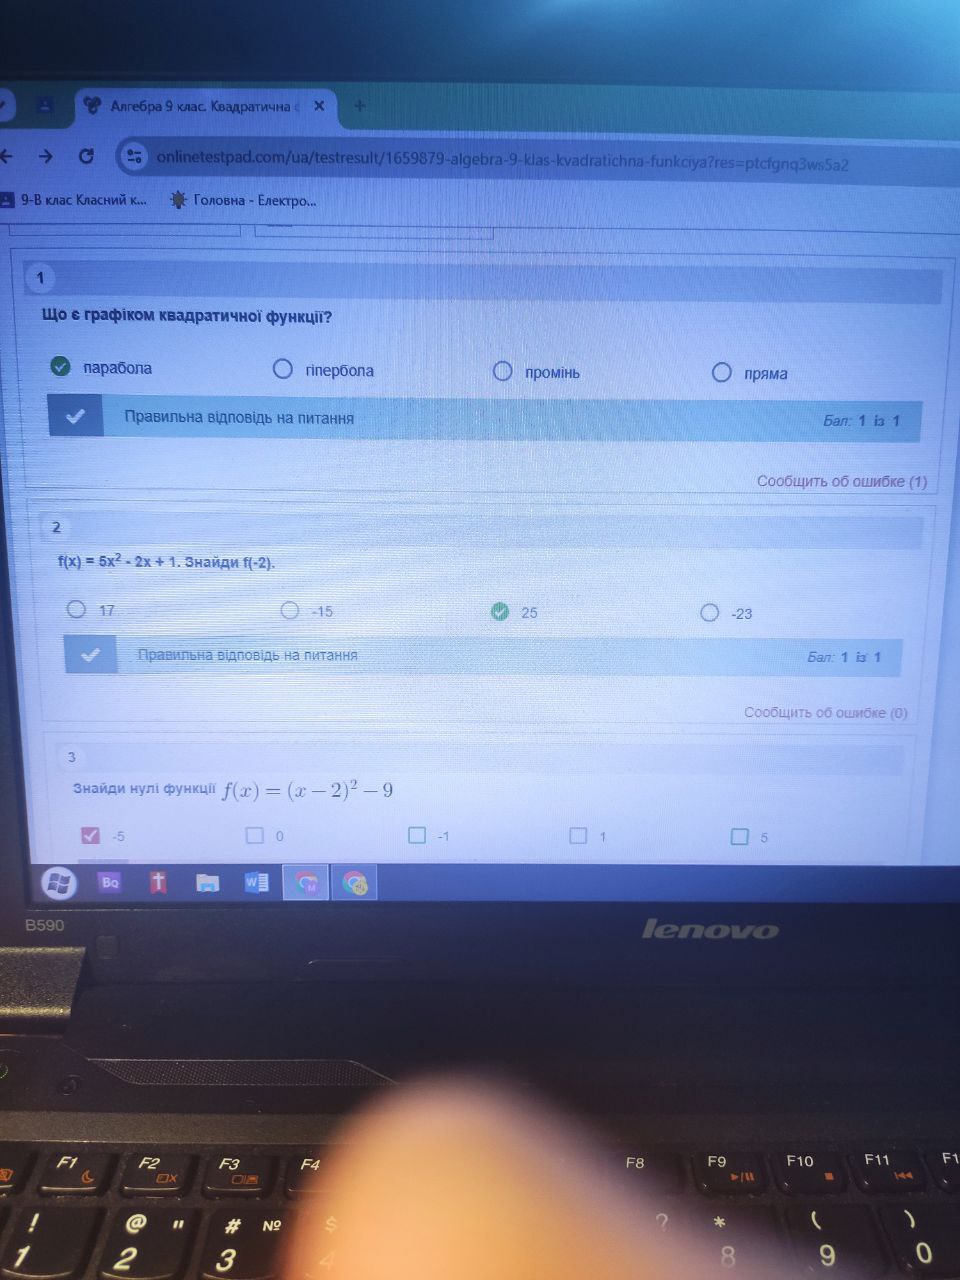 Алгебра 9 клас. Квадратична
onlinetestpad.com/ua/testresult/1659879-algebra-9-klas-kvadratichna-funkciya?res=ptcfgnq3ws5a2
9-В клас Класний к... Головна - Електро...
1
Що є графіком квадратичної функції?
парабола гіпербола промінь пряма
Правильна відповідь на питання Бал: 1 із 1
Сообщить об ошибке (1)
2
f(x) = 5x² - 2x + 1. Знайди f(-2).
17 -15 25 -23
Правильна відповідь на питання Бал: 1 із 1
Сообщить об ошибке (0)
3
Знайди нулі функції f(x) = (x − 2)² − 9
-5 0 -1 1 5
Bq W M
B590 lenovo
F1 F2 F3 F4 F8 F9 F10 F11 F1
! @ " # № $ ? * ( )
1 2 3 4 8 9 0